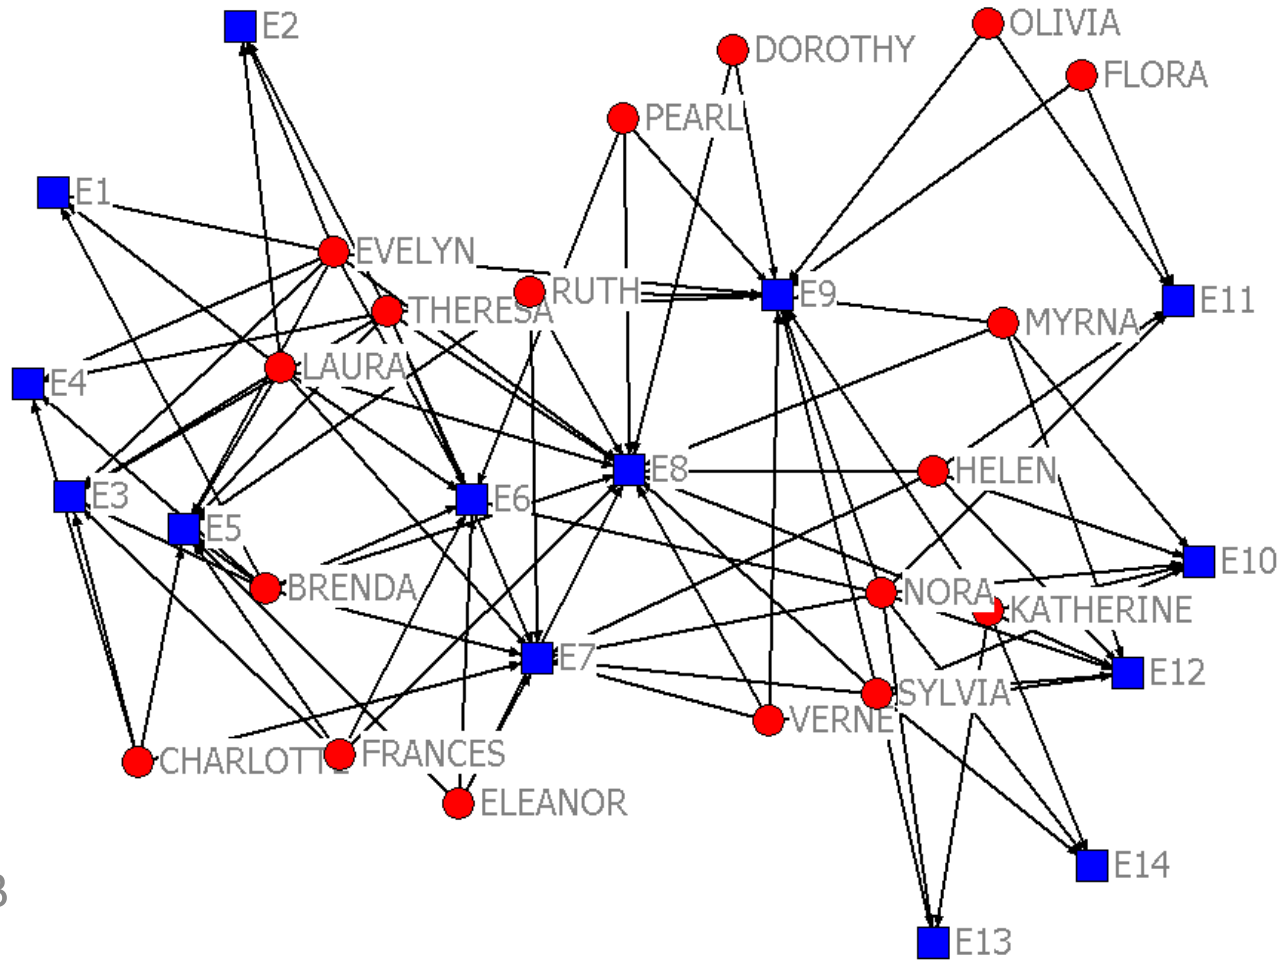 E2
OLIVIA
DOROTHY
FLORA
PEARL
E1
EVELYN
RUTH
E9
E11
THERESA
MYRNA
LAURA
E4
E8
HELEN
E3
E6
E5
E10
BRENDA
NORA
KATHERINE
E7
E12
SYLVIA
VERNE
CHARLOTTE
FRANCES
ELEANOR
E14
E13